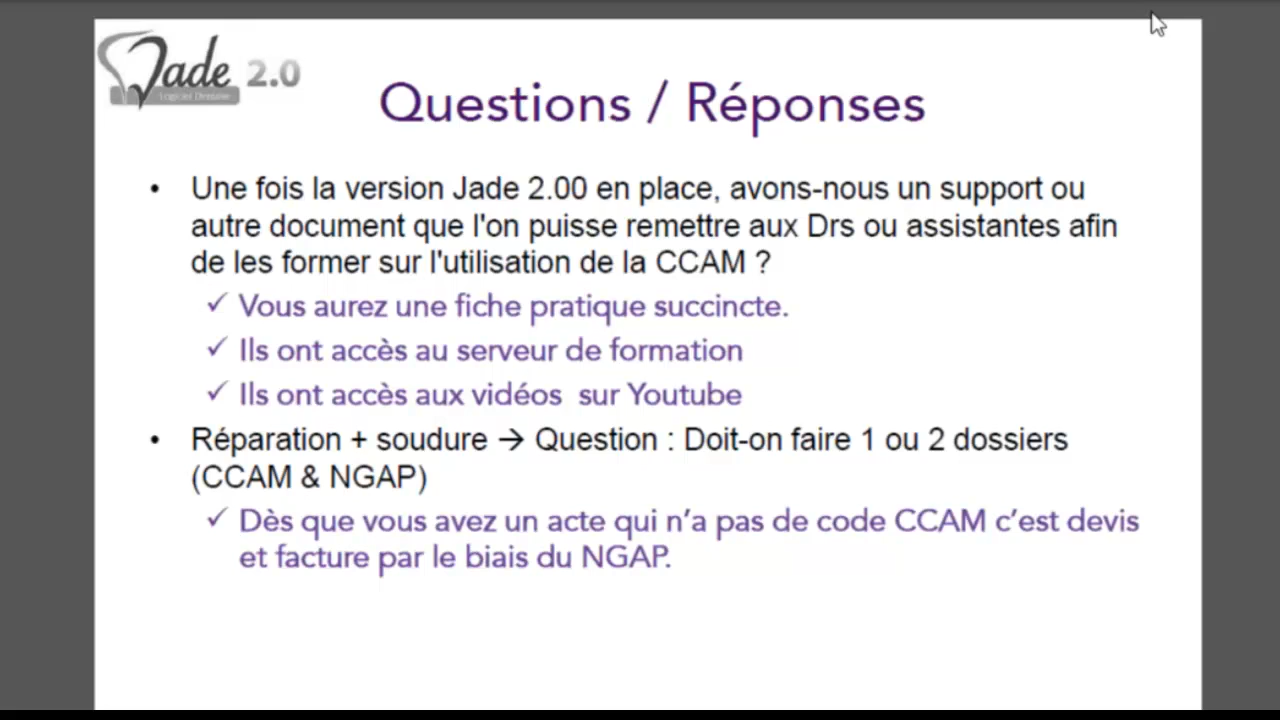 Jade 2.0
Logiciel Dentaire
Questions / Réponses
• Une fois la version Jade 2.00 en place, avons-nous un support ou
autre document que l'on puisse remettre aux Drs ou assistantes afin
de les former sur l'utilisation de la CCAM ?
✓ Vous aurez une fiche pratique succincte.
✓ Ils ont accès au serveur de formation
✓ Ils ont accès aux vidéos sur Youtube
• Réparation + soudure → Question : Doit-on faire 1 ou 2 dossiers
(CCAM & NGAP)
✓ Dès que vous avez un acte qui n’a pas de code CCAM c’est devis
et facture par le biais du NGAP.